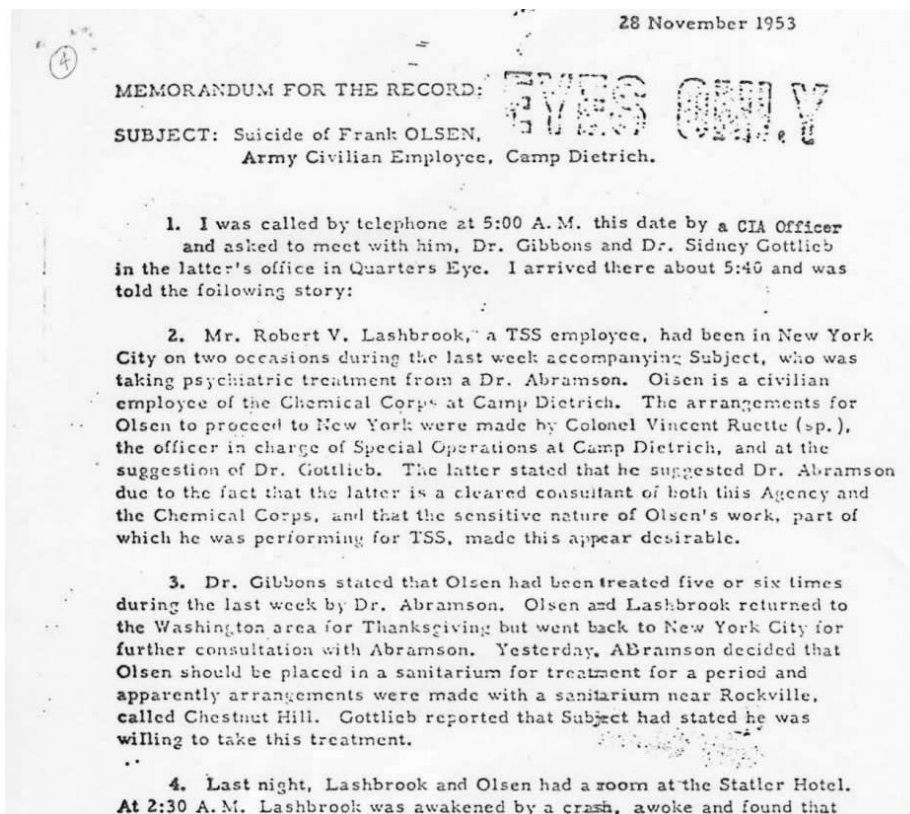 28 November 1953
4
MEMORANDUM FOR THE RECORD:
EYES ONLY
SUBJECT: Suicide of Frank OLSEN,
Army Civilian Employee, Camp Dietrich.
1. I was called by telephone at 5:00 A.M. this date by a CIA Officer
and asked to meet with him, Dr. Gibbons and Dr. Sidney Gottlieb
in the latter's office in Quarters Eye. I arrived there about 5:40 and was
told the following story:
2. Mr. Robert V. Lashbrook, a TSS employee, had been in New York
City on two occasions during the last week accompanying Subject, who was
taking psychiatric treatment from a Dr. Abramson. Olsen is a civilian
employee of the Chemical Corps at Camp Dietrich. The arrangements for
Olsen to proceed to New York were made by Colonel Vincent Ruette (sp.),
the officer in charge of Special Operations at Camp Dietrich, and at the
suggestion of Dr. Gottlieb. The latter stated that he suggested Dr. Abramson
due to the fact that the latter is a cleared consultant of both this Agency and
the Chemical Corps, and that the sensitive nature of Olsen's work, part of
which he was performing for TSS, made this appear desirable.
3. Dr. Gibbons stated that Olsen had been treated five or six times
during the last week by Dr. Abramson. Olsen and Lashbrook returned to
the Washington area for Thanksgiving but went back to New York City for
further consultation with Abramson. Yesterday, ABramson decided that
Olsen should be placed in a sanitarium for treatment for a period and
apparently arrangements were made with a sanitarium near Rockville,
called Chestnut Hill. Gottlieb reported that Subject had stated he was
willing to take this treatment.
4. Last night, Lashbrook and Olsen had a room at the Statler Hotel.
At 2:30 A.M. Lashbrook was awakened by a crash, awoke and found that